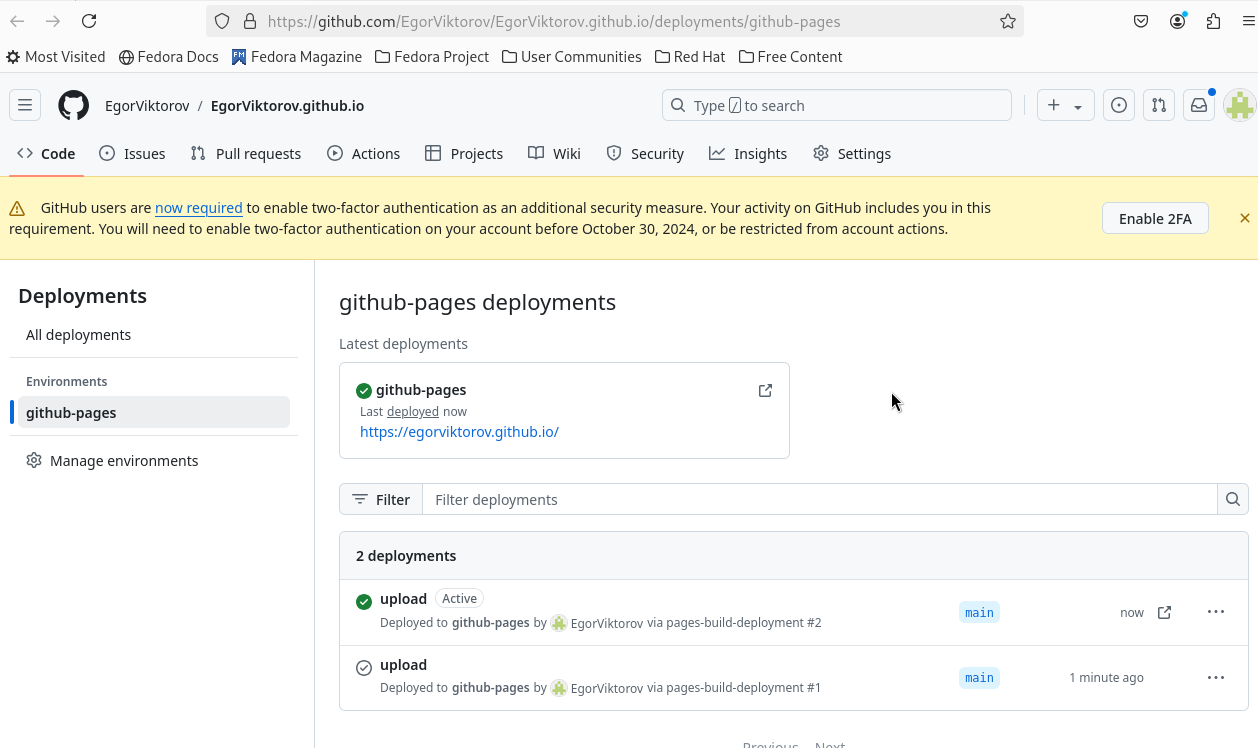 https://github.com/EgorViktorov/EgorViktorov.github.io/deployments/github-pages
Most Visited Fedora Docs Fedora Magazine Fedora Project User Communities Red Hat Free Content
EgorViktorov / EgorViktorov.github.io Type / to search
Code Issues Pull requests Actions Projects Wiki Security Insights Settings
GitHub users are now required to enable two-factor authentication as an additional security measure. Your activity on GitHub includes you in this
requirement. You will need to enable two-factor authentication on your account before October 30, 2024, or be restricted from account actions.
Enable 2FA
Deployments
All deployments
Environments
github-pages
Manage environments
github-pages deployments
Latest deployments
github-pages
Last deployed now
https://egorviktorov.github.io/
Filter Filter deployments
2 deployments
upload Active
Deployed to github-pages by EgorViktorov via pages-build-deployment #2
main now
upload
Deployed to github-pages by EgorViktorov via pages-build-deployment #1
main 1 minute ago
Previous Next